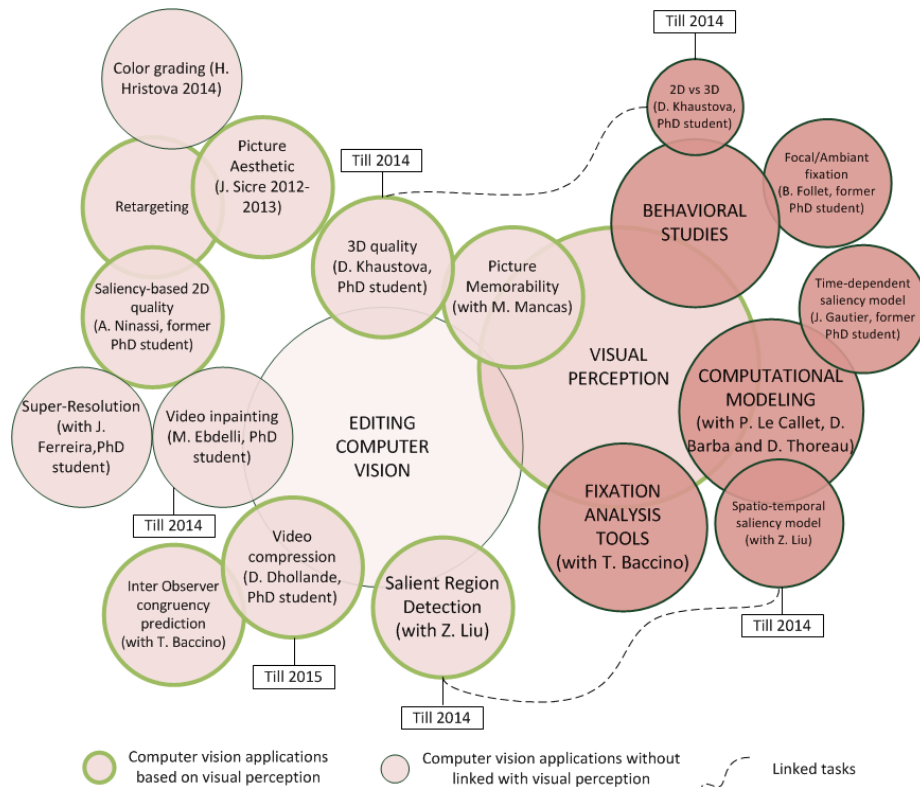 Till 2014
Color grading (H.
Hristova 2014)
2D vs 3D
(D. Khaustova,
PhD student)
Picture
Aesthetic
(J. Sicre 2012-
2013)
Till 2014
Focal/Ambiant
fixation
(B. Follet, former
PhD student)
Retargeting
BEHAVIORAL
STUDIES
3D quality
(D. Khaustova,
PhD student)
Picture
Memorability
(with M. Mancas)
Saliency-based 2D
quality
(A. Ninassi, former
PhD student)
Time-dependent
saliency model
(J. Gautier, former
PhD student)
VISUAL
PERCEPTION
COMPUTATIONAL
MODELING
(with P. Le Callet, D.
Barba and D. Thoreau)
Super-Resolution
(with J.
Ferreira,PhD
student)
Video inpainting
(M. Ebdelli, PhD
student)
EDITING
COMPUTER
VISION
FIXATION
ANALYSIS
TOOLS
(with T. Baccino)
Spatio-temporal
saliency model
(with Z. Liu)
Till 2014
Video
compression
(D. Dhollande,
PhD student)
Inter Observer
congruency
prediction
(with T. Baccino)
Salient Region
Detection
(with Z. Liu)
Till 2014
Till 2015
Till 2014
Computer vision applications
based on visual perception
Computer vision applications without
linked with visual perception
Linked tasks